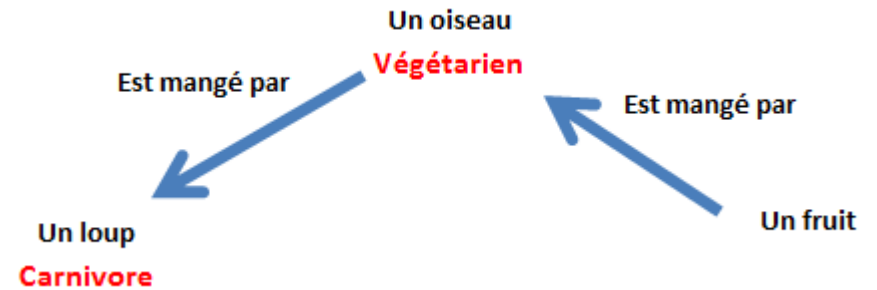 Un oiseau
Végétarien
Est mangé par
Est mangé par
Un loup
Carnivore
Un fruit